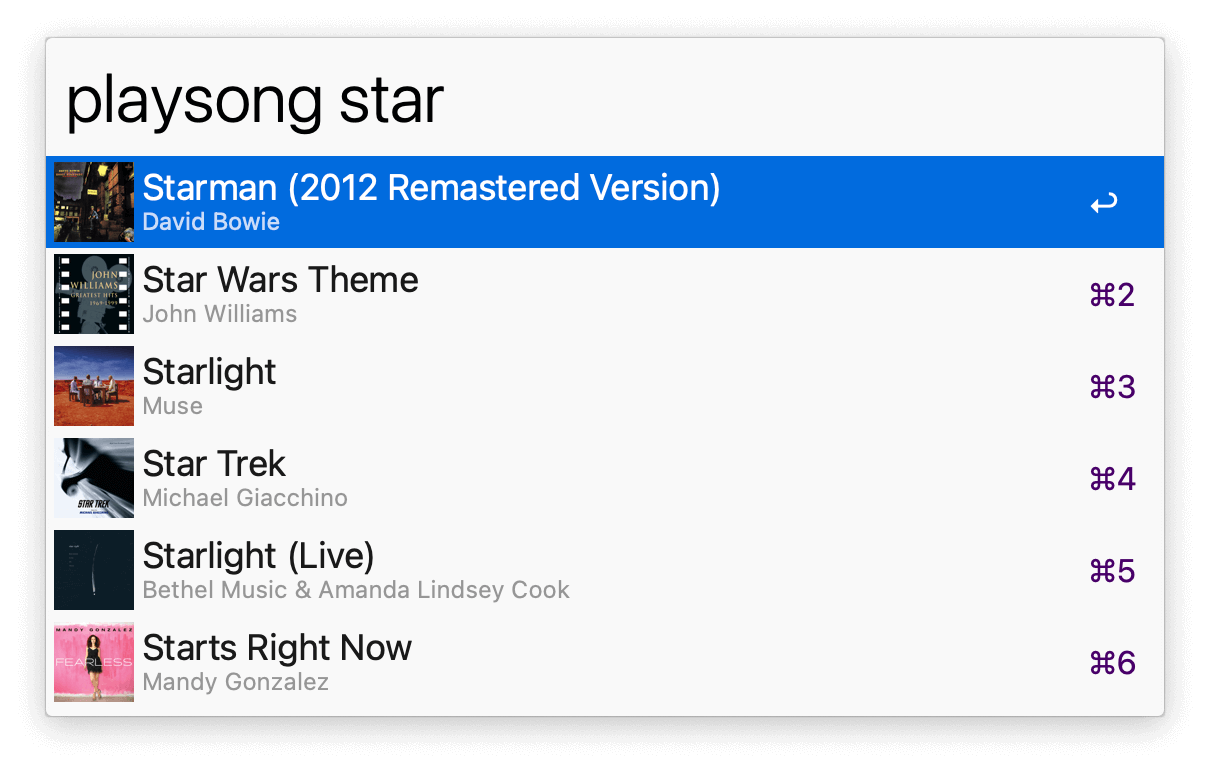 playsong star
Starman (2012 Remastered Version)
David Bowie
↩
JOHN
WILLIAMS
GREATEST HITS
1969-1999
Star Wars Theme
John Williams
⌘2
Starlight
Muse
⌘3
STAR TREK
Star Trek
Michael Giacchino
⌘4
Starlight (Live)
Bethel Music & Amanda Lindsey Cook
⌘5
MANDY GONZALEZ
FEARLESS
Starts Right Now
Mandy Gonzalez
⌘6